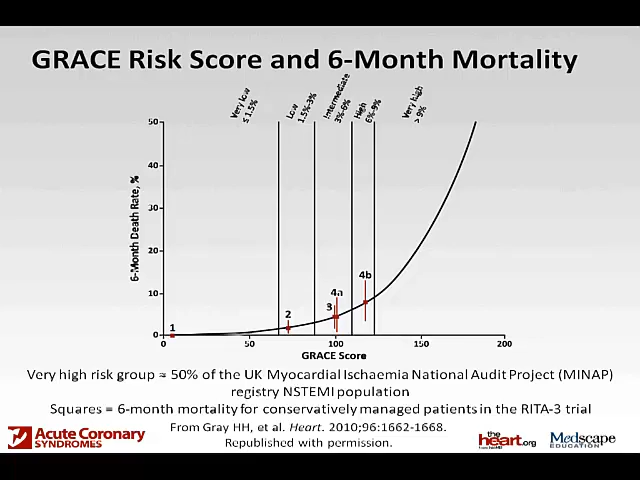 GRACE Risk Score and 6-Month Mortality
Very low
≤ 1.5%
Low
1.5%-3%
Intermediate
3%-6%
High
6%-9%
Very high
> 9%
50
40
30
20
10
0
6-Month Death Rate, %
1
2
3
4a
4b
0
50
100
150
200
GRACE Score
Very high risk group ≈ 50% of the UK Myocardial Ischaemia National Audit Project (MINAP)
registry NSTEMI population
Squares = 6-month mortality for conservatively managed patients in the RITA-3 trial
From Gray HH, et al. Heart. 2010;96:1662-1668.
Republished with permission.
Acute Coronary
SYNDROMES
theheart.org
Medscape
EDUCATION